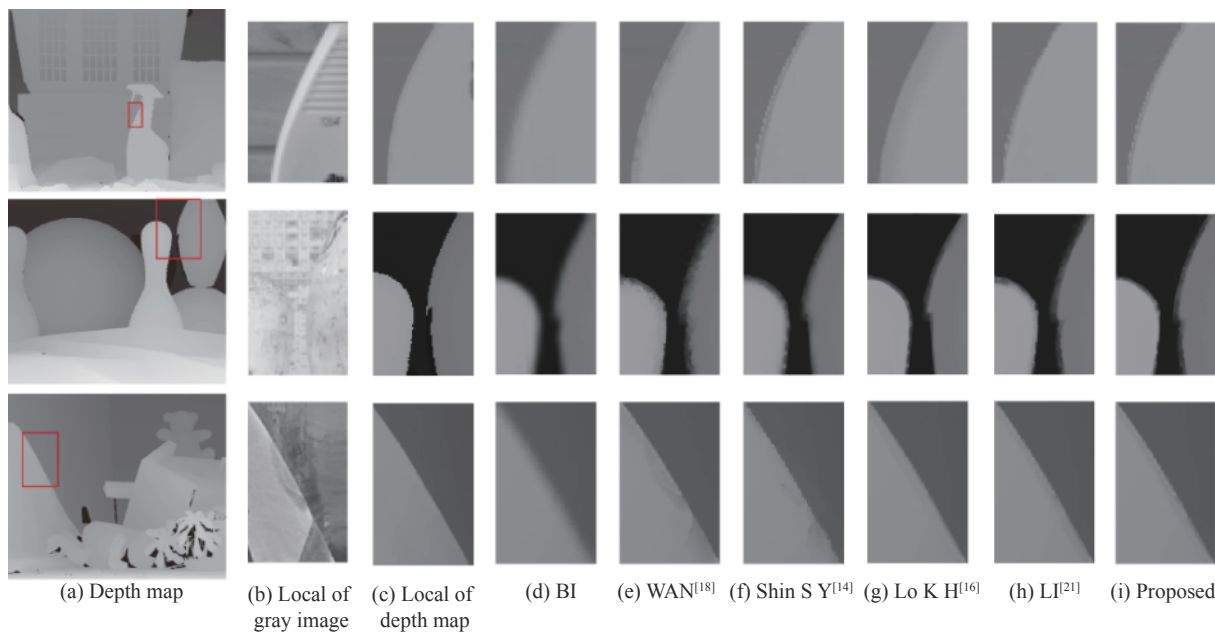 (a) Depth map
(b) Local of
gray image
(c) Local of
depth map
(d) BI
(e) WAN[18]
(f) Shin S Y[14]
(g) Lo K H[16]
(h) LI[21]
(i) Proposed